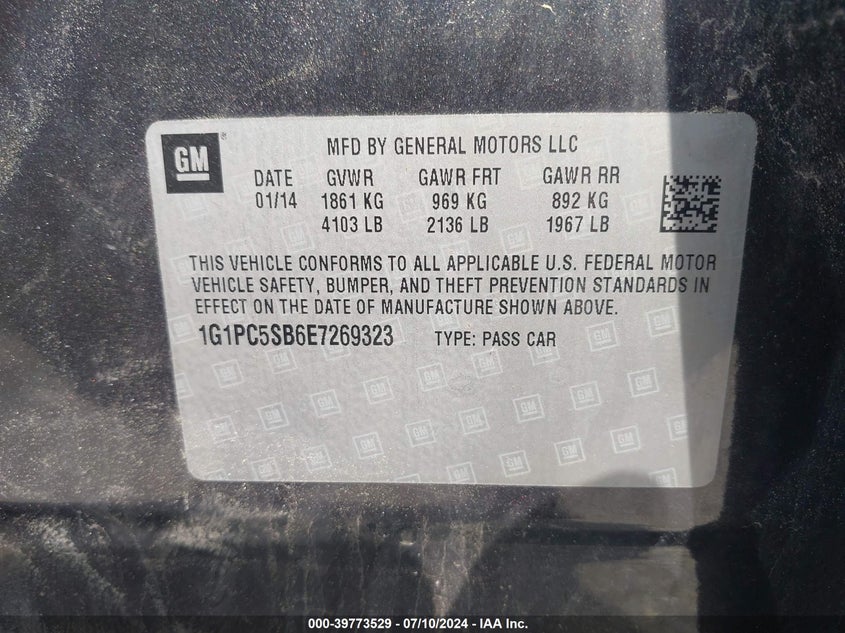 GM ®
MFD BY GENERAL MOTORS LLC
DATE GVWR GAWR FRT GAWR RR
01/14 1861 KG 969 KG 892 KG
4103 LB 2136 LB 1967 LB
THIS VEHICLE CONFORMS TO ALL APPLICABLE U.S. FEDERAL MOTOR
VEHICLE SAFETY, BUMPER, AND THEFT PREVENTION STANDARDS IN
EFFECT ON THE DATE OF MANUFACTURE SHOWN ABOVE.
1G1PC5SB6E7269323 TYPE: PASS CAR
000-39773529 - 07/10/2024 - IAA Inc.